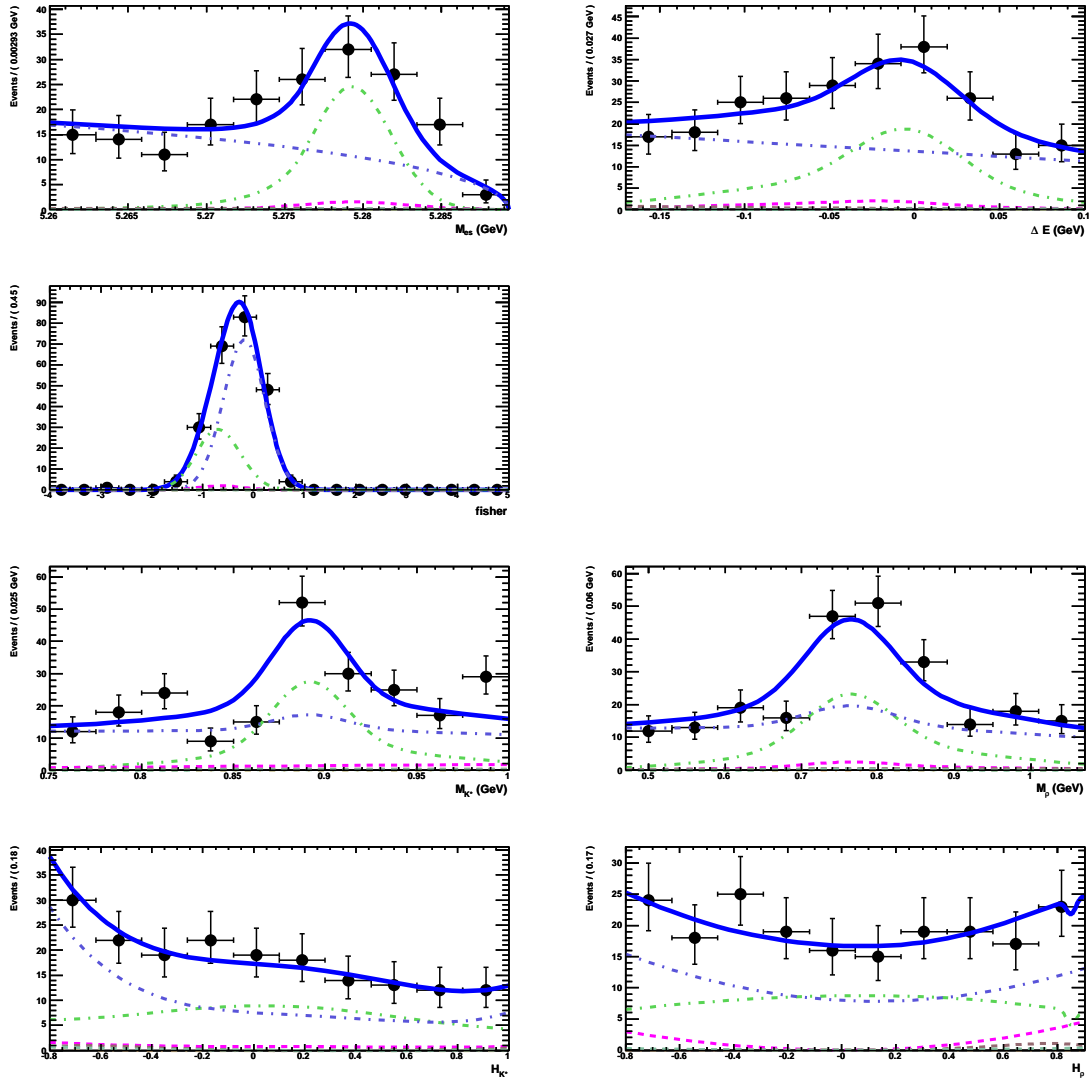 Events / ( 0.00293 GeV )
40
35
30
25
20
15
10
5
0
5.26 5.265 5.27 5.275 5.28 5.285
M_es (GeV)
Events / ( 0.027 GeV )
45
40
35
30
25
20
15
10
5
0
-0.15 -0.1 -0.05 0 0.05 0.1
Δ E (GeV)
Events / ( 0.45 )
90
80
70
60
50
40
30
20
10
0
-4 -3 -2 -1 0 1 2 3 4 5
fisher
Events / ( 0.025 GeV )
60
50
40
30
20
10
0
0.75 0.8 0.85 0.9 0.95 1
M_K* (GeV)
Events / ( 0.06 GeV )
60
50
40
30
20
10
0
0.5 0.6 0.7 0.8 0.9 1
M_ρ (GeV)
Events / ( 0.18 )
40
35
30
25
20
15
10
5
0
-0.8 -0.6 -0.4 -0.2 0 0.2 0.4 0.6 0.8 1
H_K*
Events / ( 0.17 )
30
25
20
15
10
5
0
-0.8 -0.6 -0.4 -0.2 -0 0.2 0.4 0.6 0.8
H_ρ